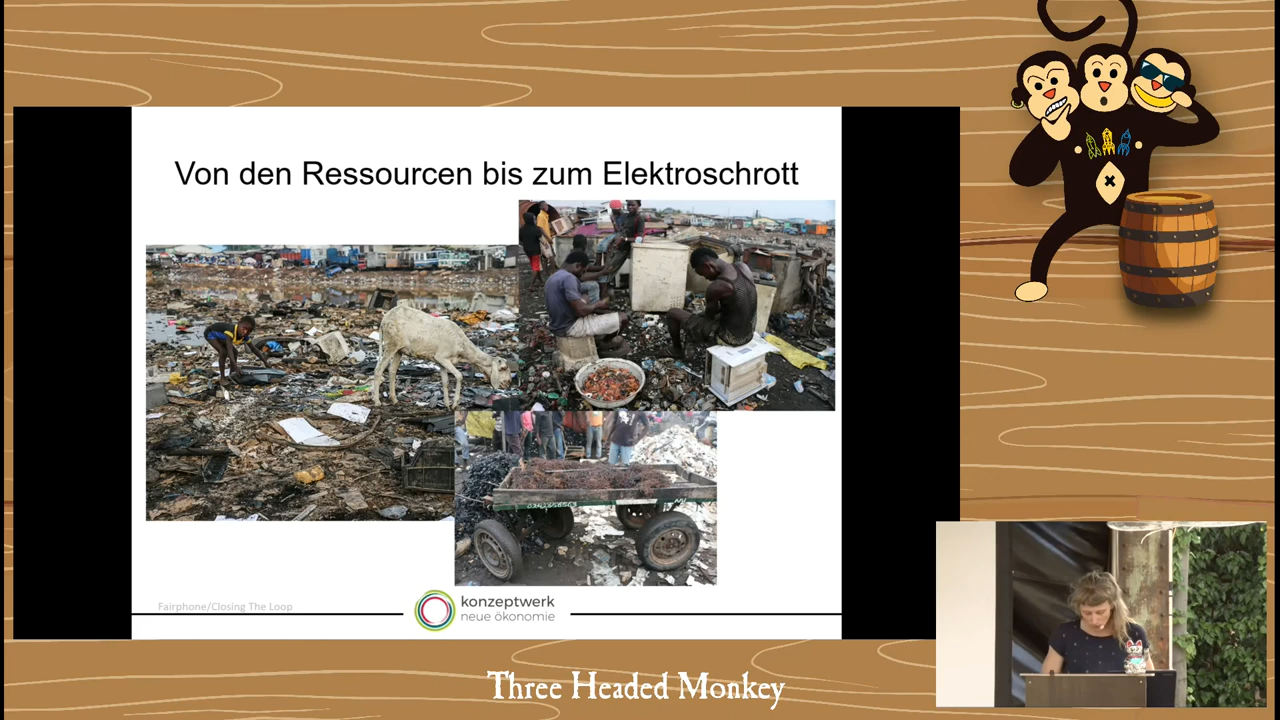 Von den Ressourcen bis zum Elektroschrott
Fairphone/Closing The Loop
konzeptwerk
neue ökonomie
Three Headed Monkey